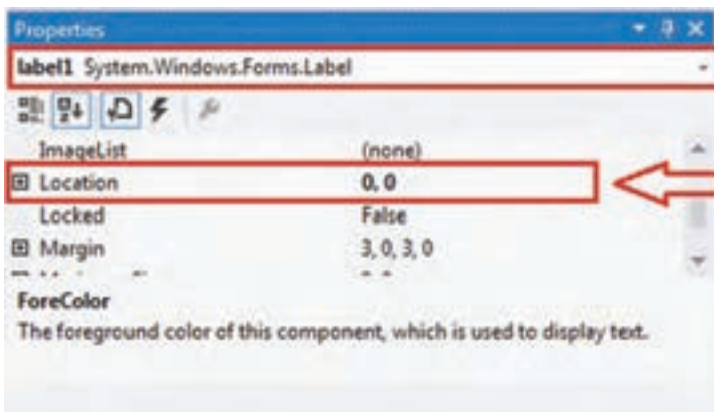 Properties
label1 System.Windows.Forms.Label
ImageList (none)
Location 0, 0
Locked False
Margin 3, 0, 3, 0
ForeColor
The foreground color of this component, which is used to display text.